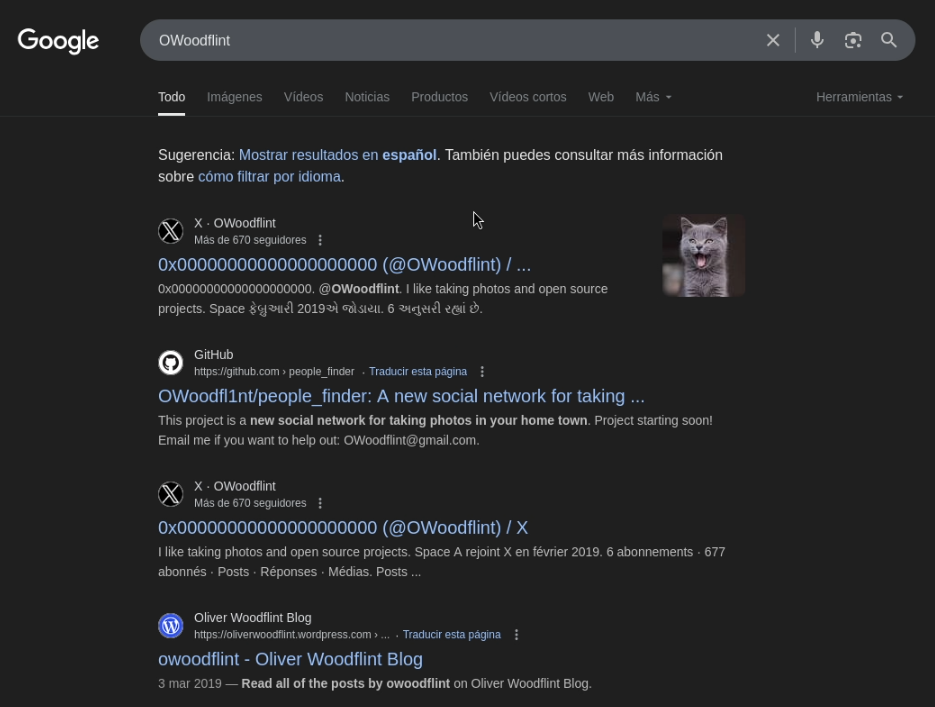 Google
OWoodflint
Todo Imágenes Vídeos Noticias Productos Vídeos cortos Web Más Herramientas
Sugerencia: Mostrar resultados en español. También puedes consultar más información
sobre cómo filtrar por idioma.
X · OWoodflint
Más de 670 seguidores
0x00000000000000000000 (@OWoodflint) / ...
0x00000000000000000000. @OWoodflint. I like taking photos and open source
projects. Space ફેબ્રુઆરી 2019એ જોડાયા. 6 અનુસરી રહ્યાં છે.
GitHub
https://github.com › people_finder · Traducir esta página
OWoodfl1nt/people_finder: A new social network for taking ...
This project is a new social network for taking photos in your home town. Project starting soon!
Email me if you want to help out: OWoodflint@gmail.com.
X · OWoodflint
Más de 670 seguidores
0x00000000000000000000 (@OWoodflint) / X
I like taking photos and open source projects. Space A rejoint X en février 2019. 6 abonnements · 677
abonnés · Posts · Réponses · Médias. Posts ...
Oliver Woodflint Blog
https://oliverwoodflint.wordpress.com › ... · Traducir esta página
owoodflint - Oliver Woodflint Blog
3 mar 2019 — Read all of the posts by owoodflint on Oliver Woodflint Blog.